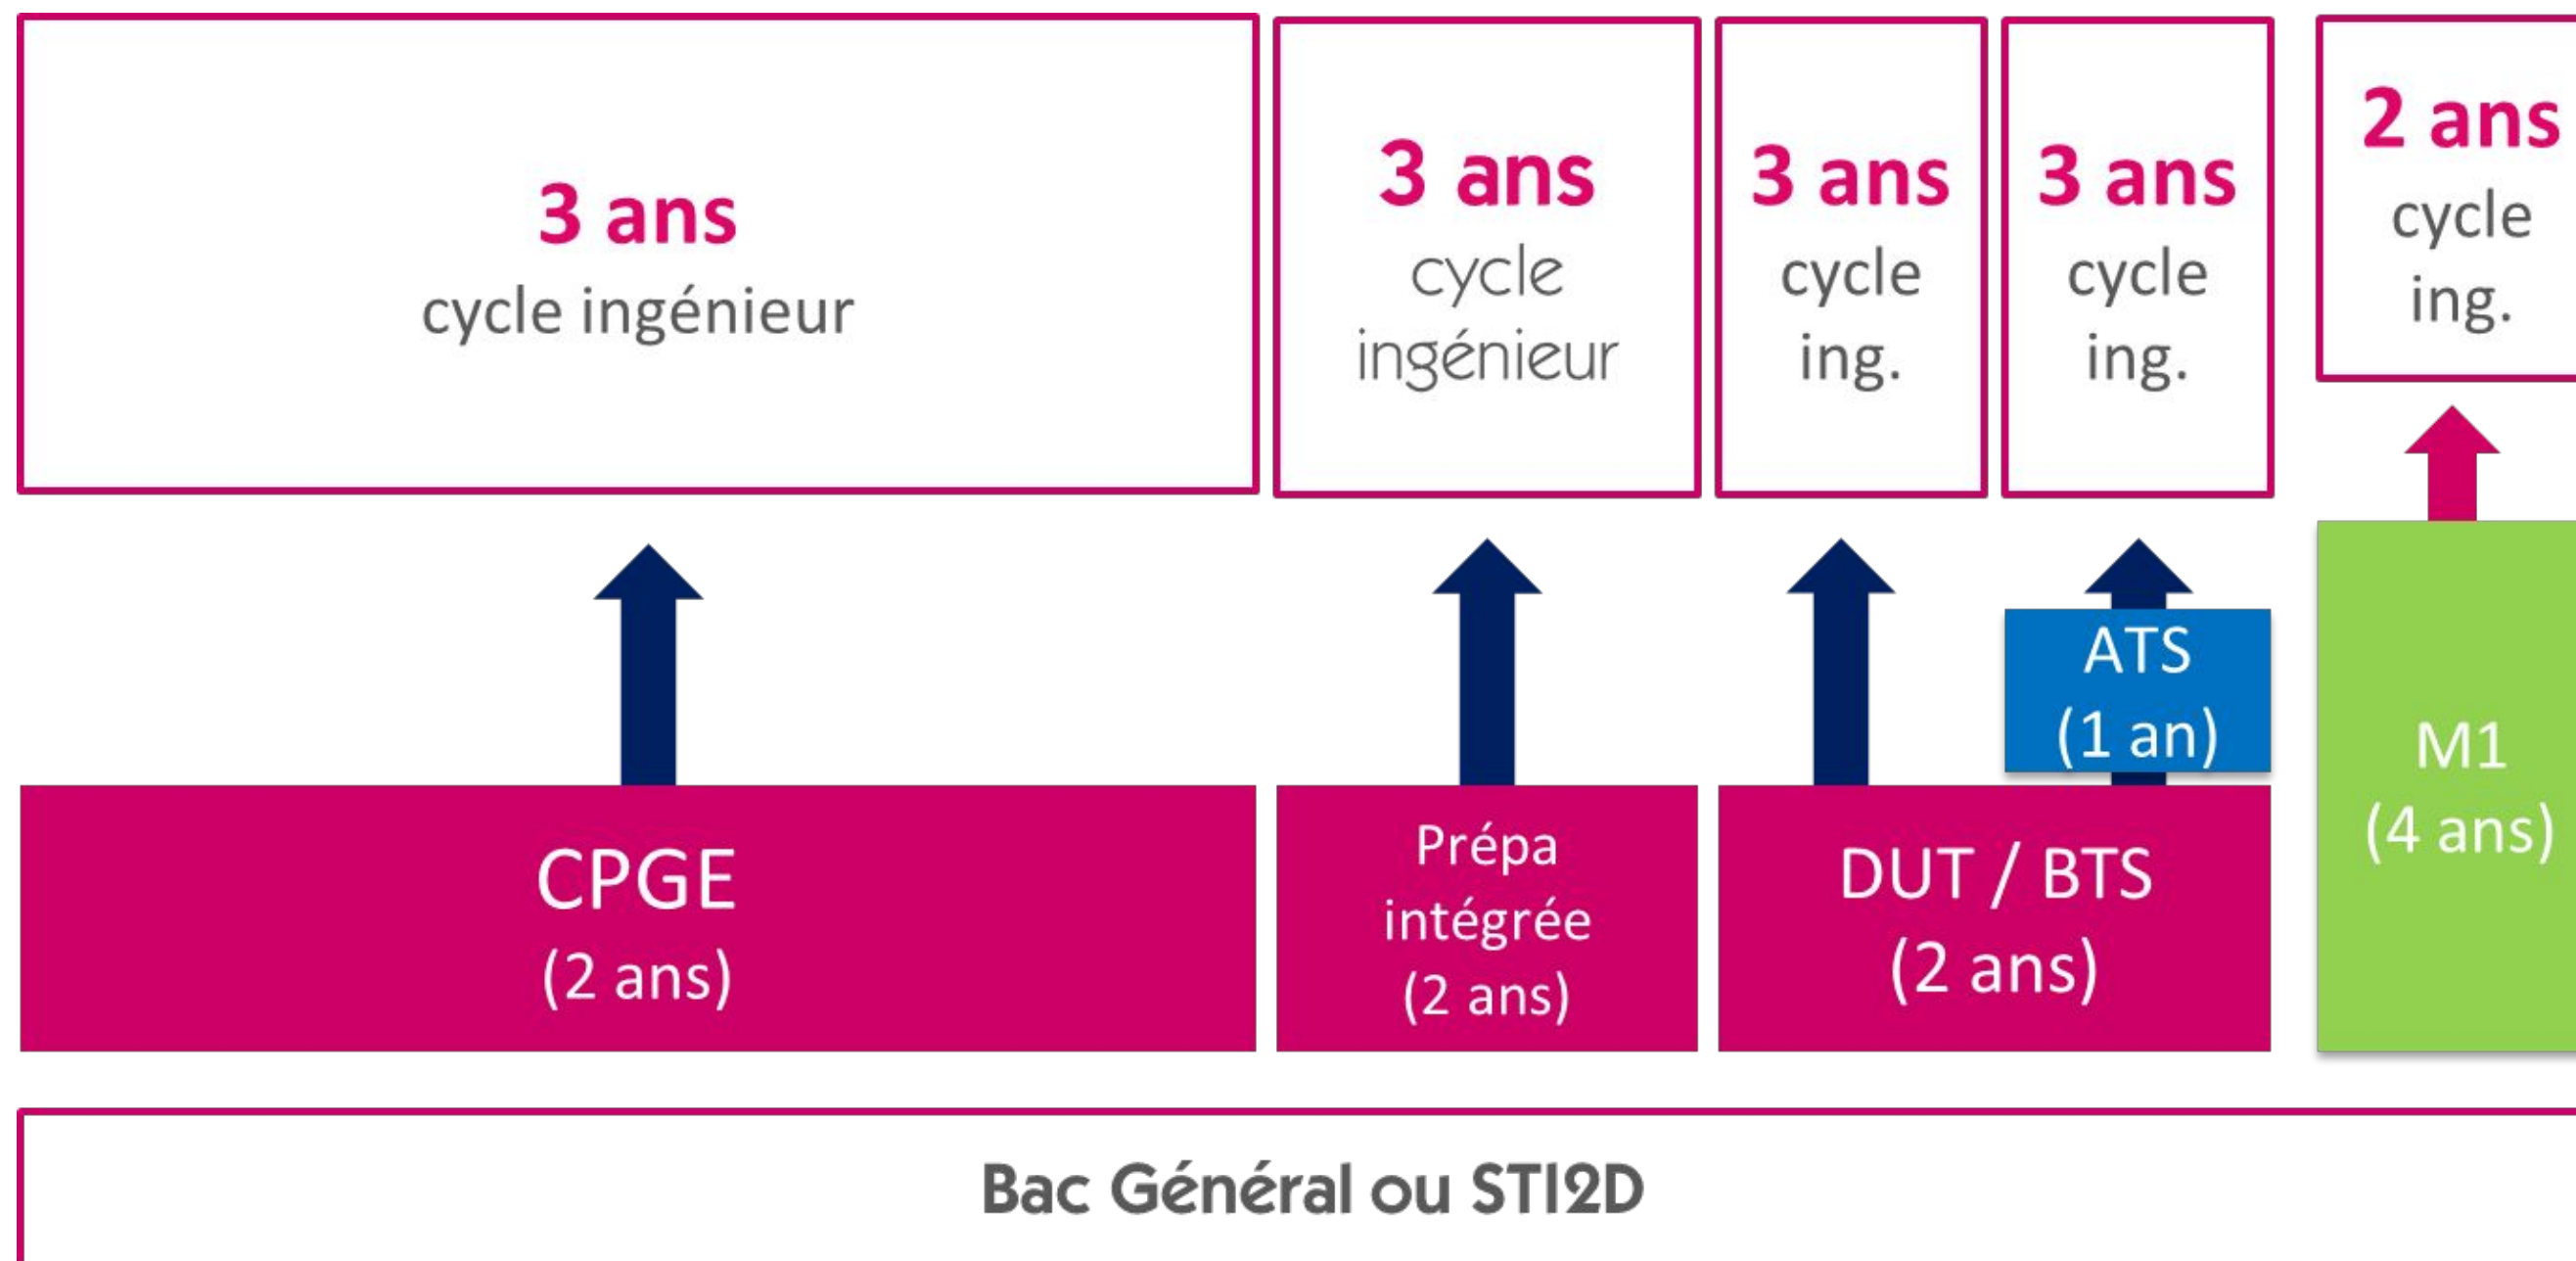 3 ans
cycle ingénieur
3 ans
cycle
ingénieur
3 ans
cycle
ing.
3 ans
cycle
ing.
2 ans
cycle
ing.
CPGE
(2 ans)
Prépa
intégrée
(2 ans)
DUT / BTS
(2 ans)
ATS
(1 an)
M1
(4 ans)
Bac Général ou STI2D